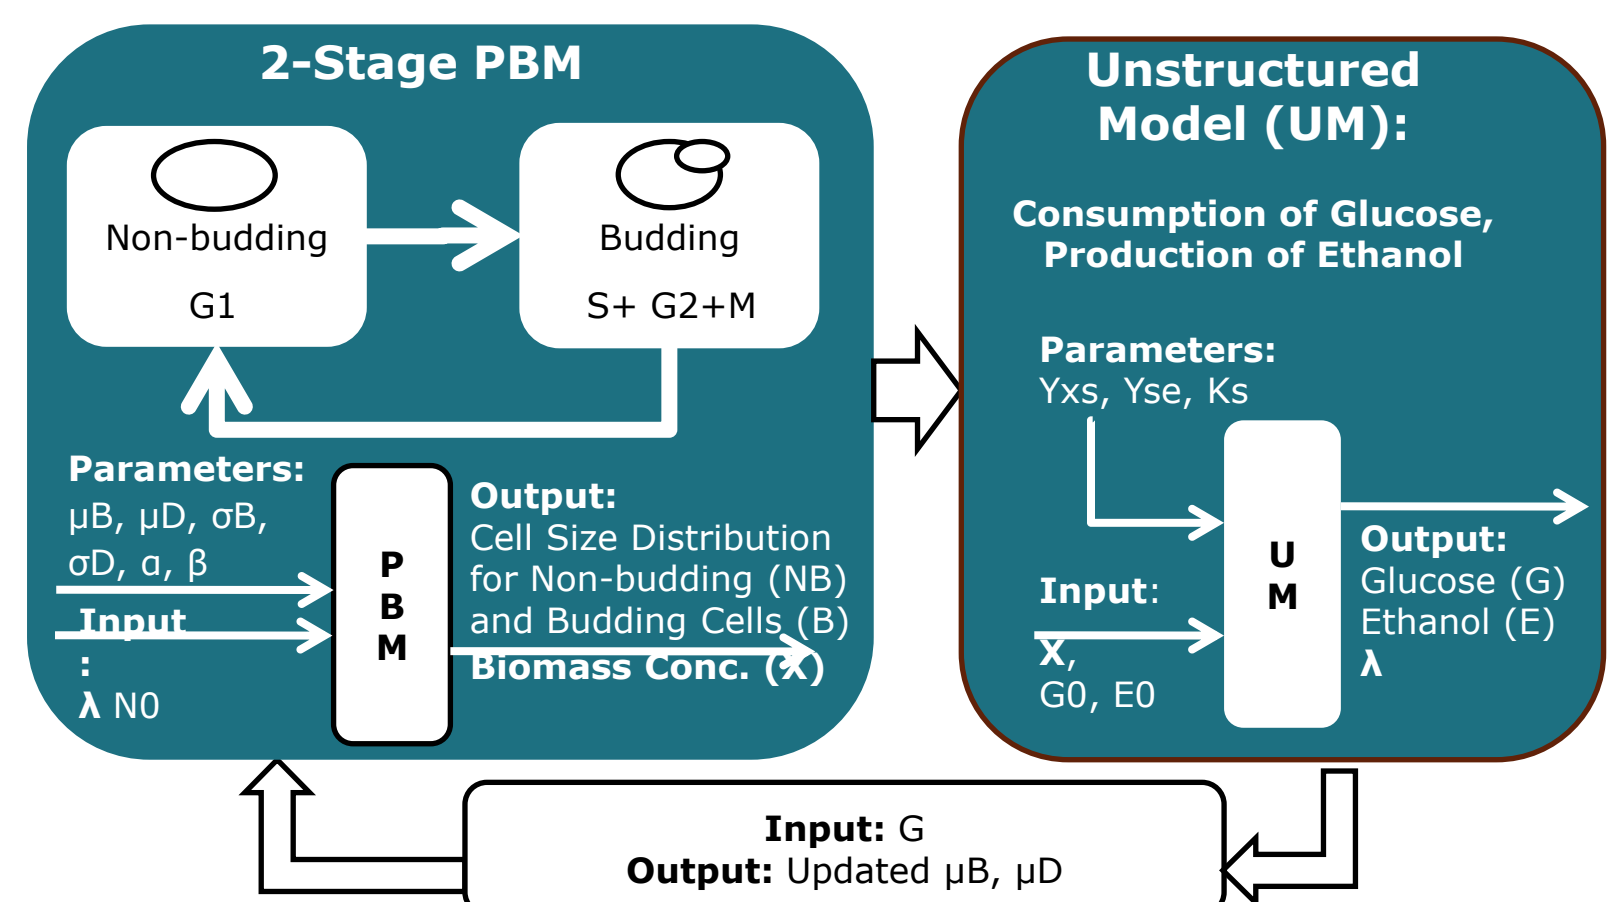 2-Stage PBM
Non-budding
G1
Budding
S+ G2+M
Parameters:
μB, μD, σB,
σD, α, β
Input
:
λ N0
P
B
M
Output:
Cell Size Distribution
for Non-budding (NB)
and Budding Cells (B)
Biomass Conc. (X)
Unstructured
Model (UM):
Consumption of Glucose,
Production of Ethanol
Parameters:
Yxs, Yse, Ks
Input:
X,
G0, E0
U
M
Output:
Glucose (G)
Ethanol (E)
λ
Input: G
Output: Updated μB, μD